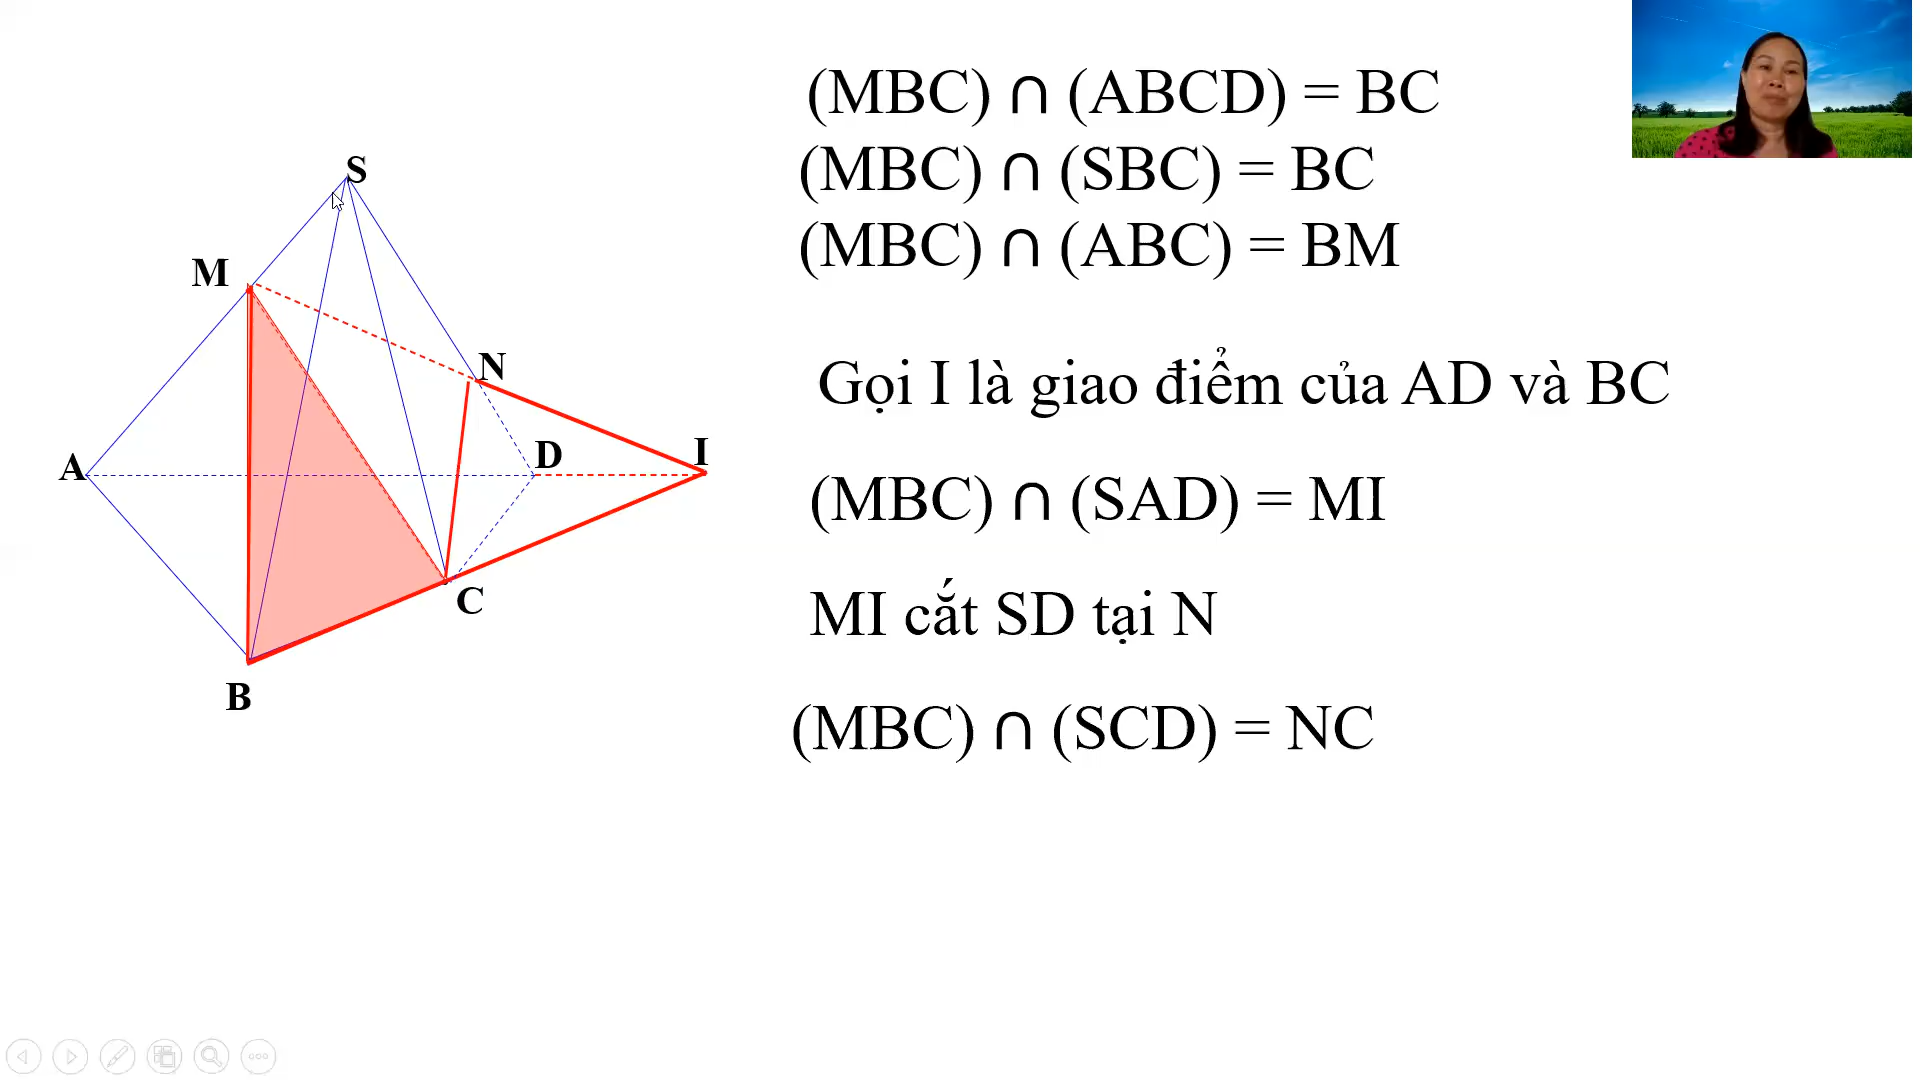 (MBC) ∩ (ABCD) = BC
(MBC) ∩ (SBC) = BC
(MBC) ∩ (ABC) = BM
Gọi I là giao điểm của AD và BC
(MBC) ∩ (SAD) = MI
MI cắt SD tại N
(MBC) ∩ (SCD) = NC
S
M
N
A
D
I
C
B